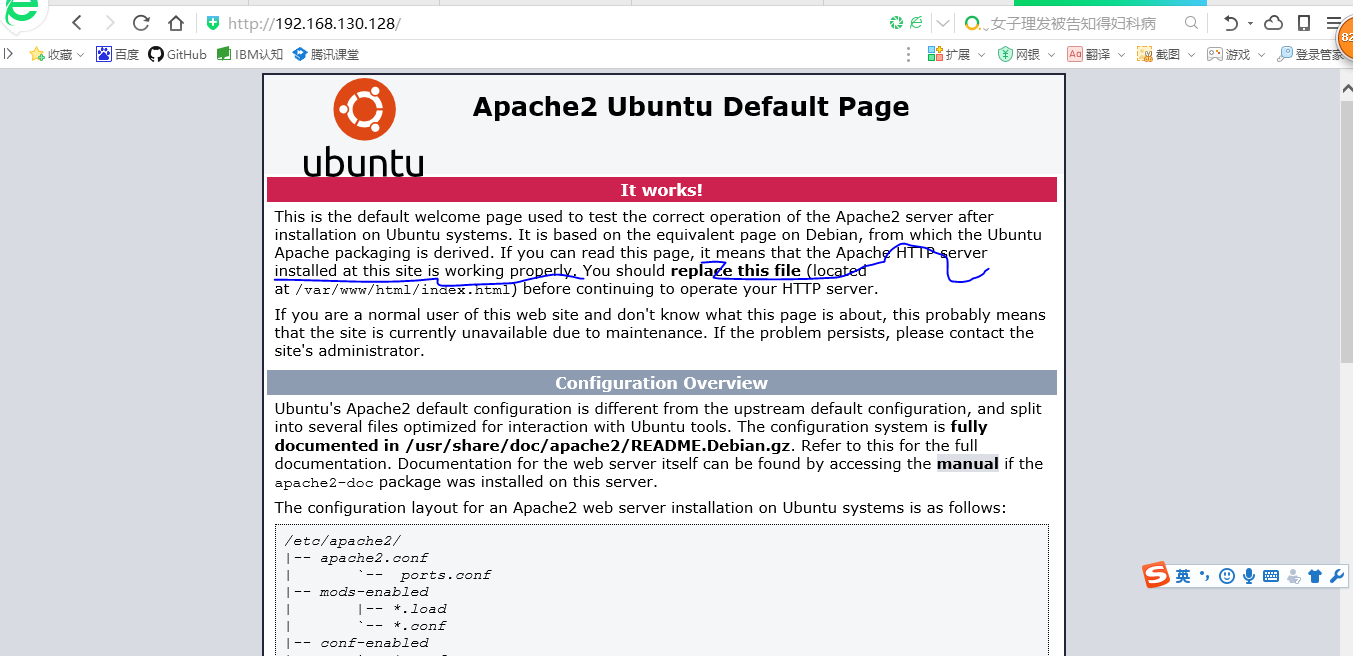 http://192.168.130.128/
女子理发被告知得妇科病
82
收藏 百度 GitHub IBM认知 腾讯课堂 扩展 网银 Aa 翻译 截图 游戏 登录管家
ubuntu
Apache2 Ubuntu Default Page
It works!
This is the default welcome page used to test the correct operation of the Apache2 server after
installation on Ubuntu systems. It is based on the equivalent page on Debian, from which the Ubuntu
Apache packaging is derived. If you can read this page, it means that the Apache HTTP server
installed at this site is working properly. You should replace this file (located
at /var/www/html/index.html) before continuing to operate your HTTP server.
If you are a normal user of this web site and don't know what this page is about, this probably means
that the site is currently unavailable due to maintenance. If the problem persists, please contact the
site's administrator.
Configuration Overview
Ubuntu's Apache2 default configuration is different from the upstream default configuration, and split
into several files optimized for interaction with Ubuntu tools. The configuration system is fully
documented in /usr/share/doc/apache2/README.Debian.gz. Refer to this for the full
documentation. Documentation for the web server itself can be found by accessing the manual if the
apache2-doc package was installed on this server.
The configuration layout for an Apache2 web server installation on Ubuntu systems is as follows:
/etc/apache2/
|-- apache2.conf
|       `--  ports.conf
|-- mods-enabled
|       |-- *.load
|       `-- *.conf
|-- conf-enabled
S 英